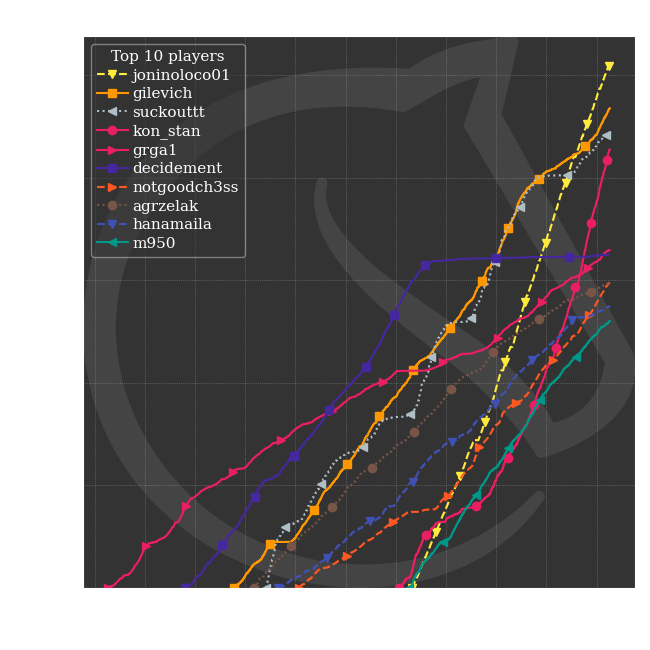 Top 10 players
joninoloco01
gilevich
suckouttt
kon_stan
grga1
decidement
notgoodch3ss
agrzelak
hanamaila
m950